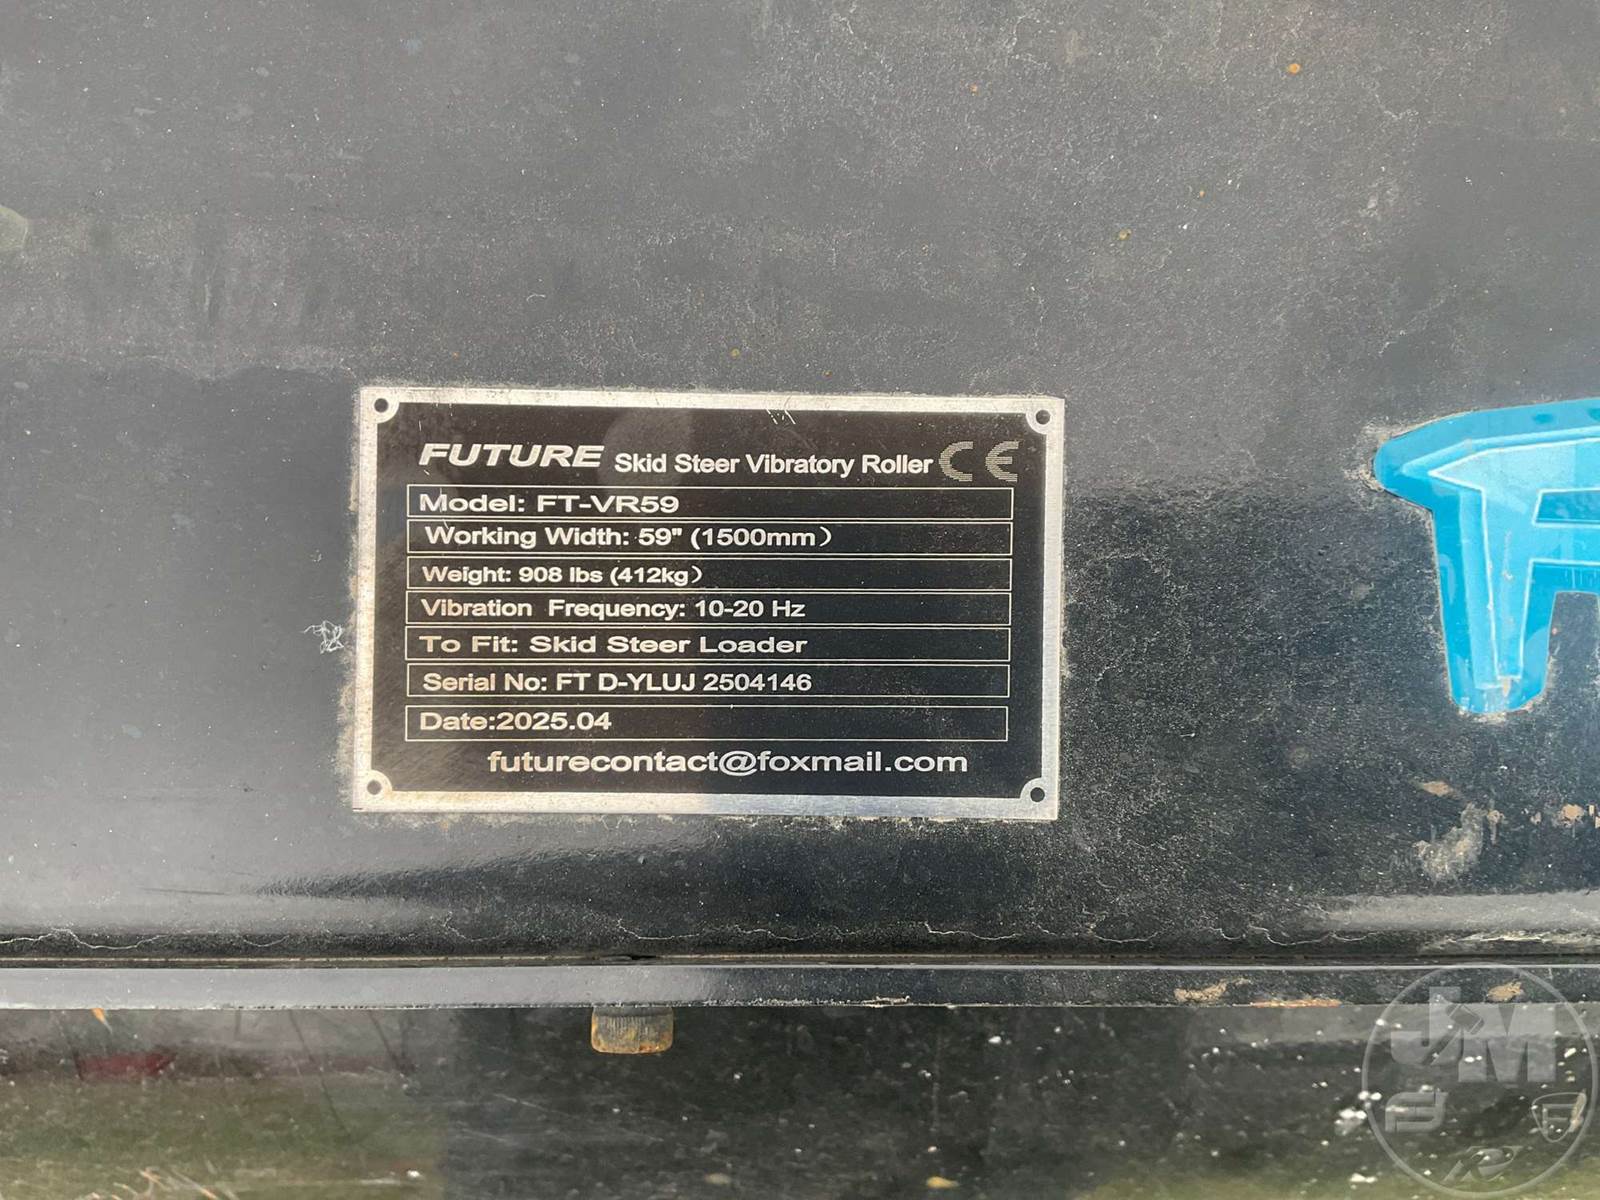 FUTURE Skid Steer Vibratory Roller CE
Model: FT-VR59
Working Width: 59" (1500mm)
Weight: 908 lbs (412kg)
Vibration Frequency: 10-20 Hz
To Fit: Skid Steer Loader
Serial No: FT D-YLUJ 2504146
Date:2025.04
futurecontact@foxmail.com
JM